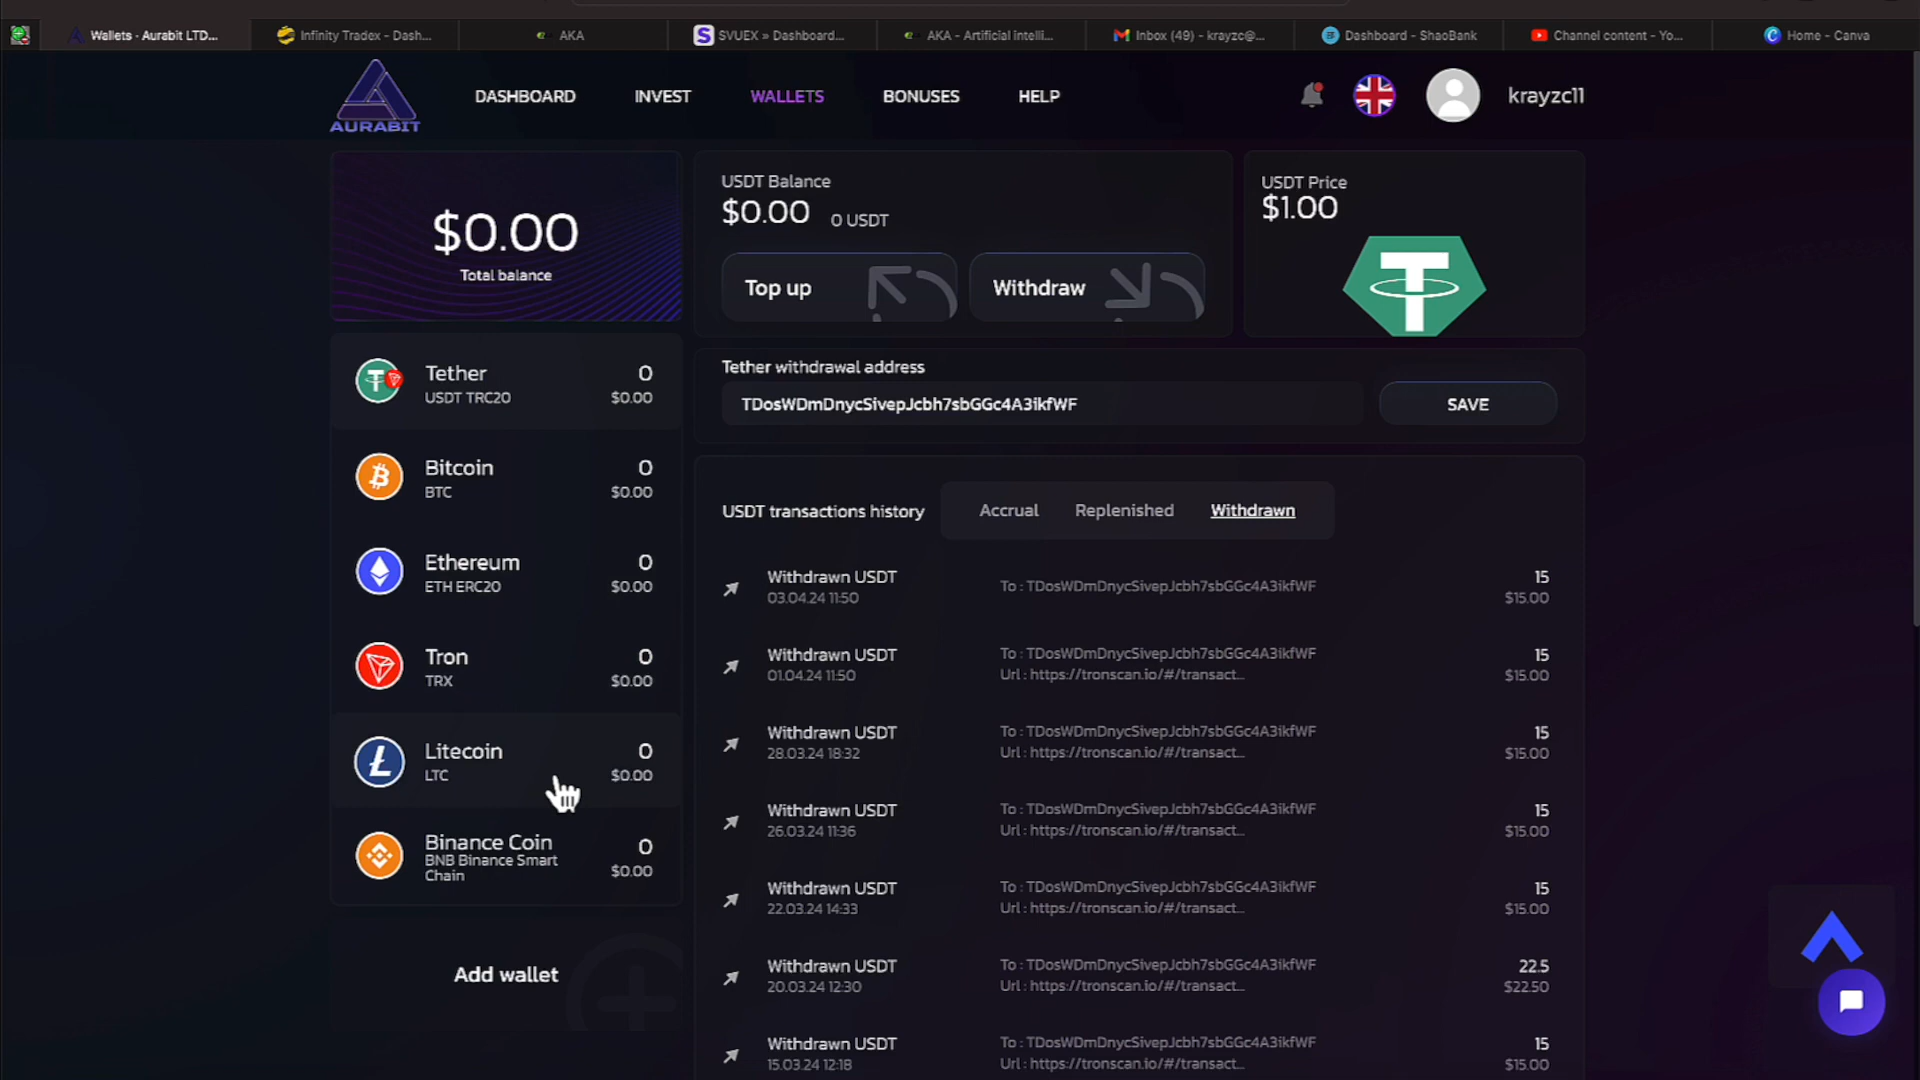 Wallets - Aurabit LTD...
Infinity Tradex - Dash...
AKA
SVUEX » Dashboard...
AKA - Artificial intelli...
Inbox (49) - krayzc@...
Dashboard - ShaoBank
Channel content - Yo...
Home - Canva
AURABIT
DASHBOARD
INVEST
WALLETS
BONUSES
HELP
krayzc11
$0.00
Total balance
USDT Balance
$0.00 0 USDT
Top up
Withdraw
USDT Price
$1.00
Tether 0
USDT TRC20 $0.00
Bitcoin 0
BTC $0.00
Ethereum 0
ETH ERC20 $0.00
Tron 0
TRX $0.00
Litecoin 0
LTC $0.00
Binance Coin 0
BNB Binance Smart
Chain $0.00
Add wallet
Tether withdrawal address
TDosWDmDnycSivepJcbh7sbGGc4A3ikfWF
SAVE
USDT transactions history
Accrual
Replenished
Withdrawn
Withdrawn USDT
03.04.24 11:50
To : TDosWDmDnycSivepJcbh7sbGGc4A3ikfWF
15
$15.00
Withdrawn USDT
01.04.24 11:50
To : TDosWDmDnycSivepJcbh7sbGGc4A3ikfWF
Url : https://tronscan.io/#/transact...
15
$15.00
Withdrawn USDT
28.03.24 18:32
To : TDosWDmDnycSivepJcbh7sbGGc4A3ikfWF
Url : https://tronscan.io/#/transact...
15
$15.00
Withdrawn USDT
26.03.24 11:36
To : TDosWDmDnycSivepJcbh7sbGGc4A3ikfWF
Url : https://tronscan.io/#/transact...
15
$15.00
Withdrawn USDT
22.03.24 14:33
To : TDosWDmDnycSivepJcbh7sbGGc4A3ikfWF
Url : https://tronscan.io/#/transact...
15
$15.00
Withdrawn USDT
20.03.24 12:30
To : TDosWDmDnycSivepJcbh7sbGGc4A3ikfWF
Url : https://tronscan.io/#/transact...
22.5
$22.50
Withdrawn USDT
15.03.24 12:18
To : TDosWDmDnycSivepJcbh7sbGGc4A3ikfWF
Url : https://tronscan.io/#/transact...
15
$15.00